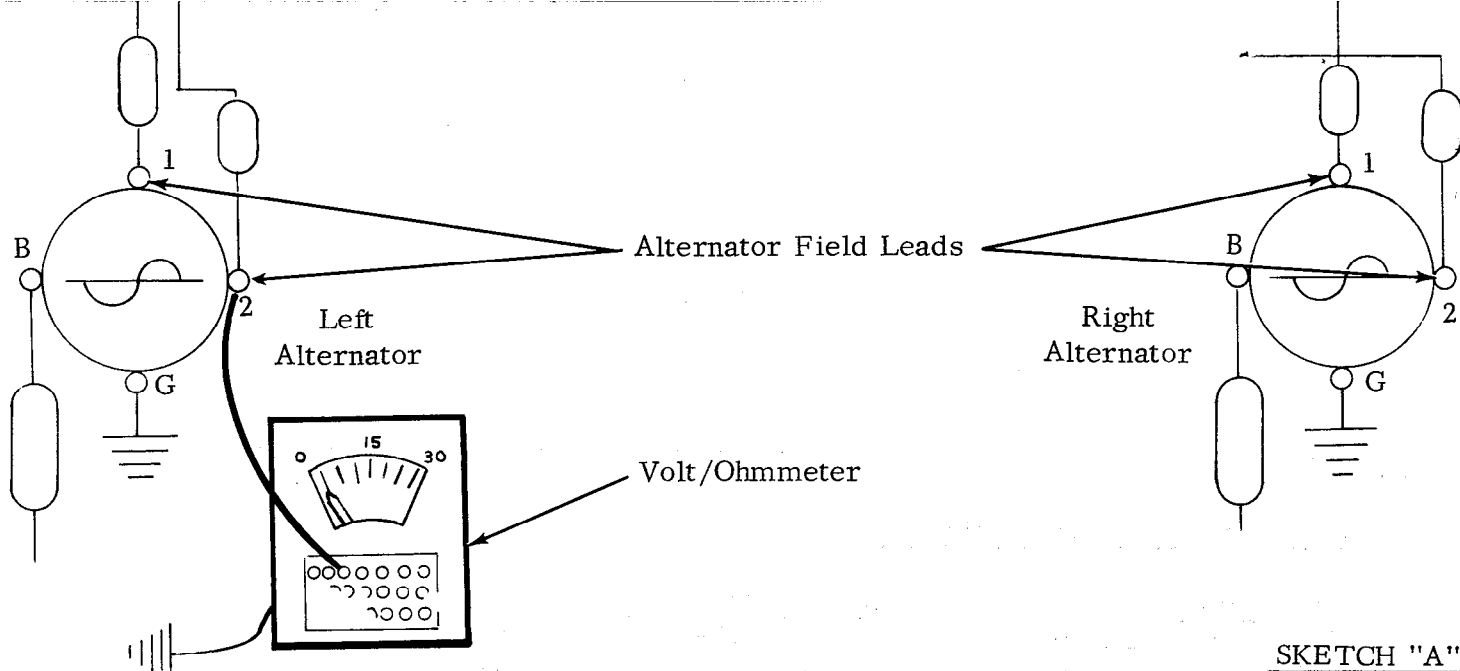 1
1
Alternator Field Leads
B
B
2
2
Left
Alternator
Right
Alternator
G
G
0
15
30
Volt/Ohmmeter
SKETCH "A"